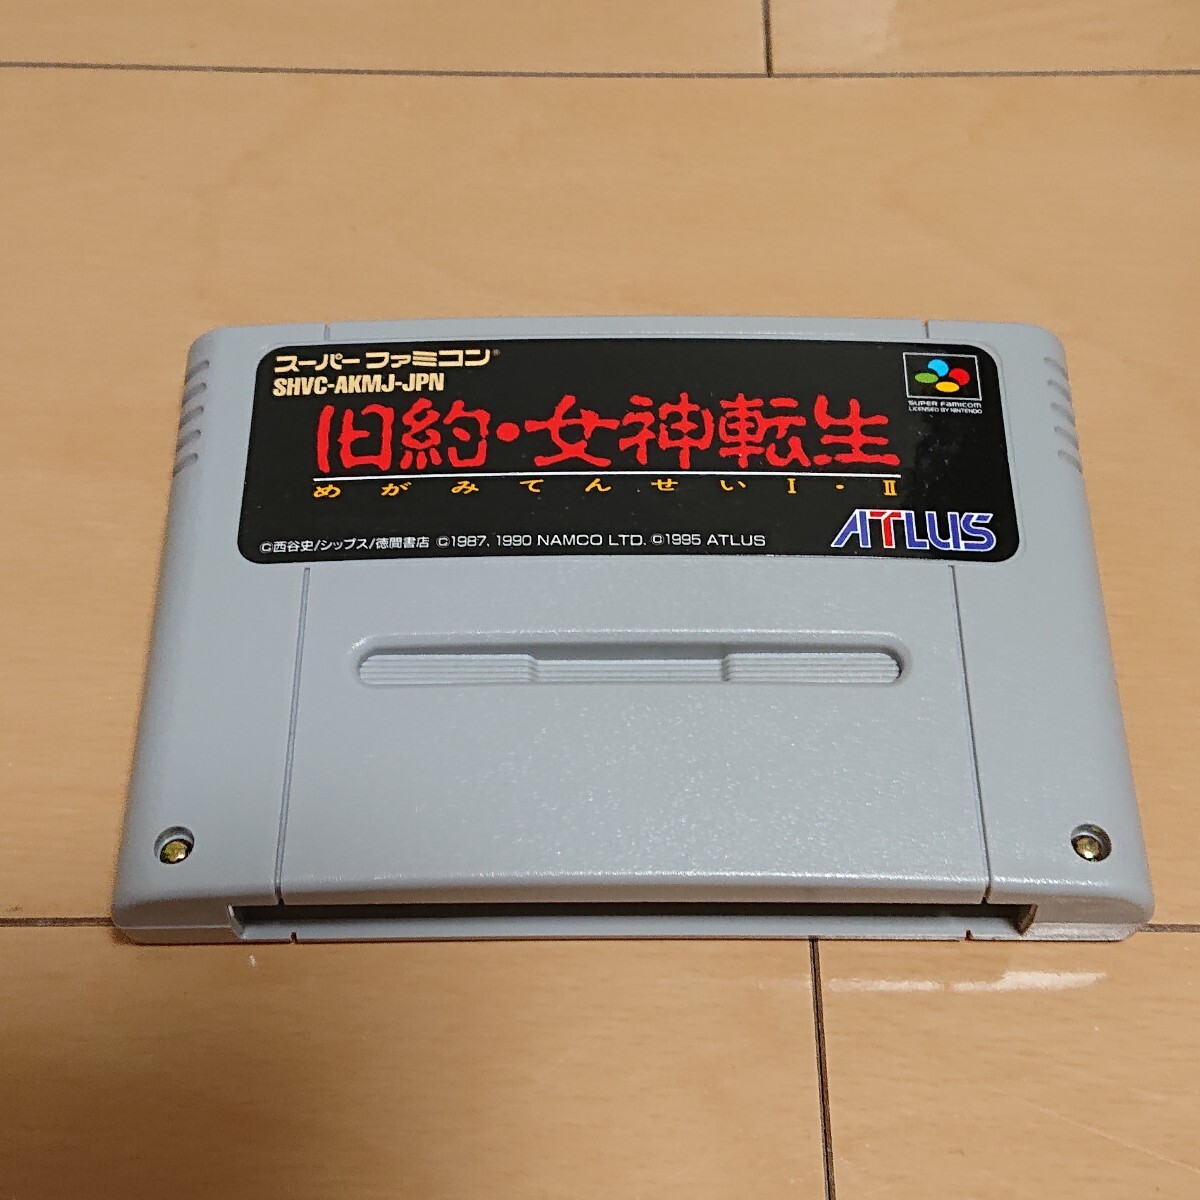 スーパーファミコン®
SHVC-AKMJ-JPN
旧約・女神転生
めがみてんせいI・II
SUPER FAMICOM
LICENSED BY NINTENDO
©西谷史/シップス/徳間書店 ©1987, 1990 NAMCO LTD. ©1995 ATLUS
ATLUS